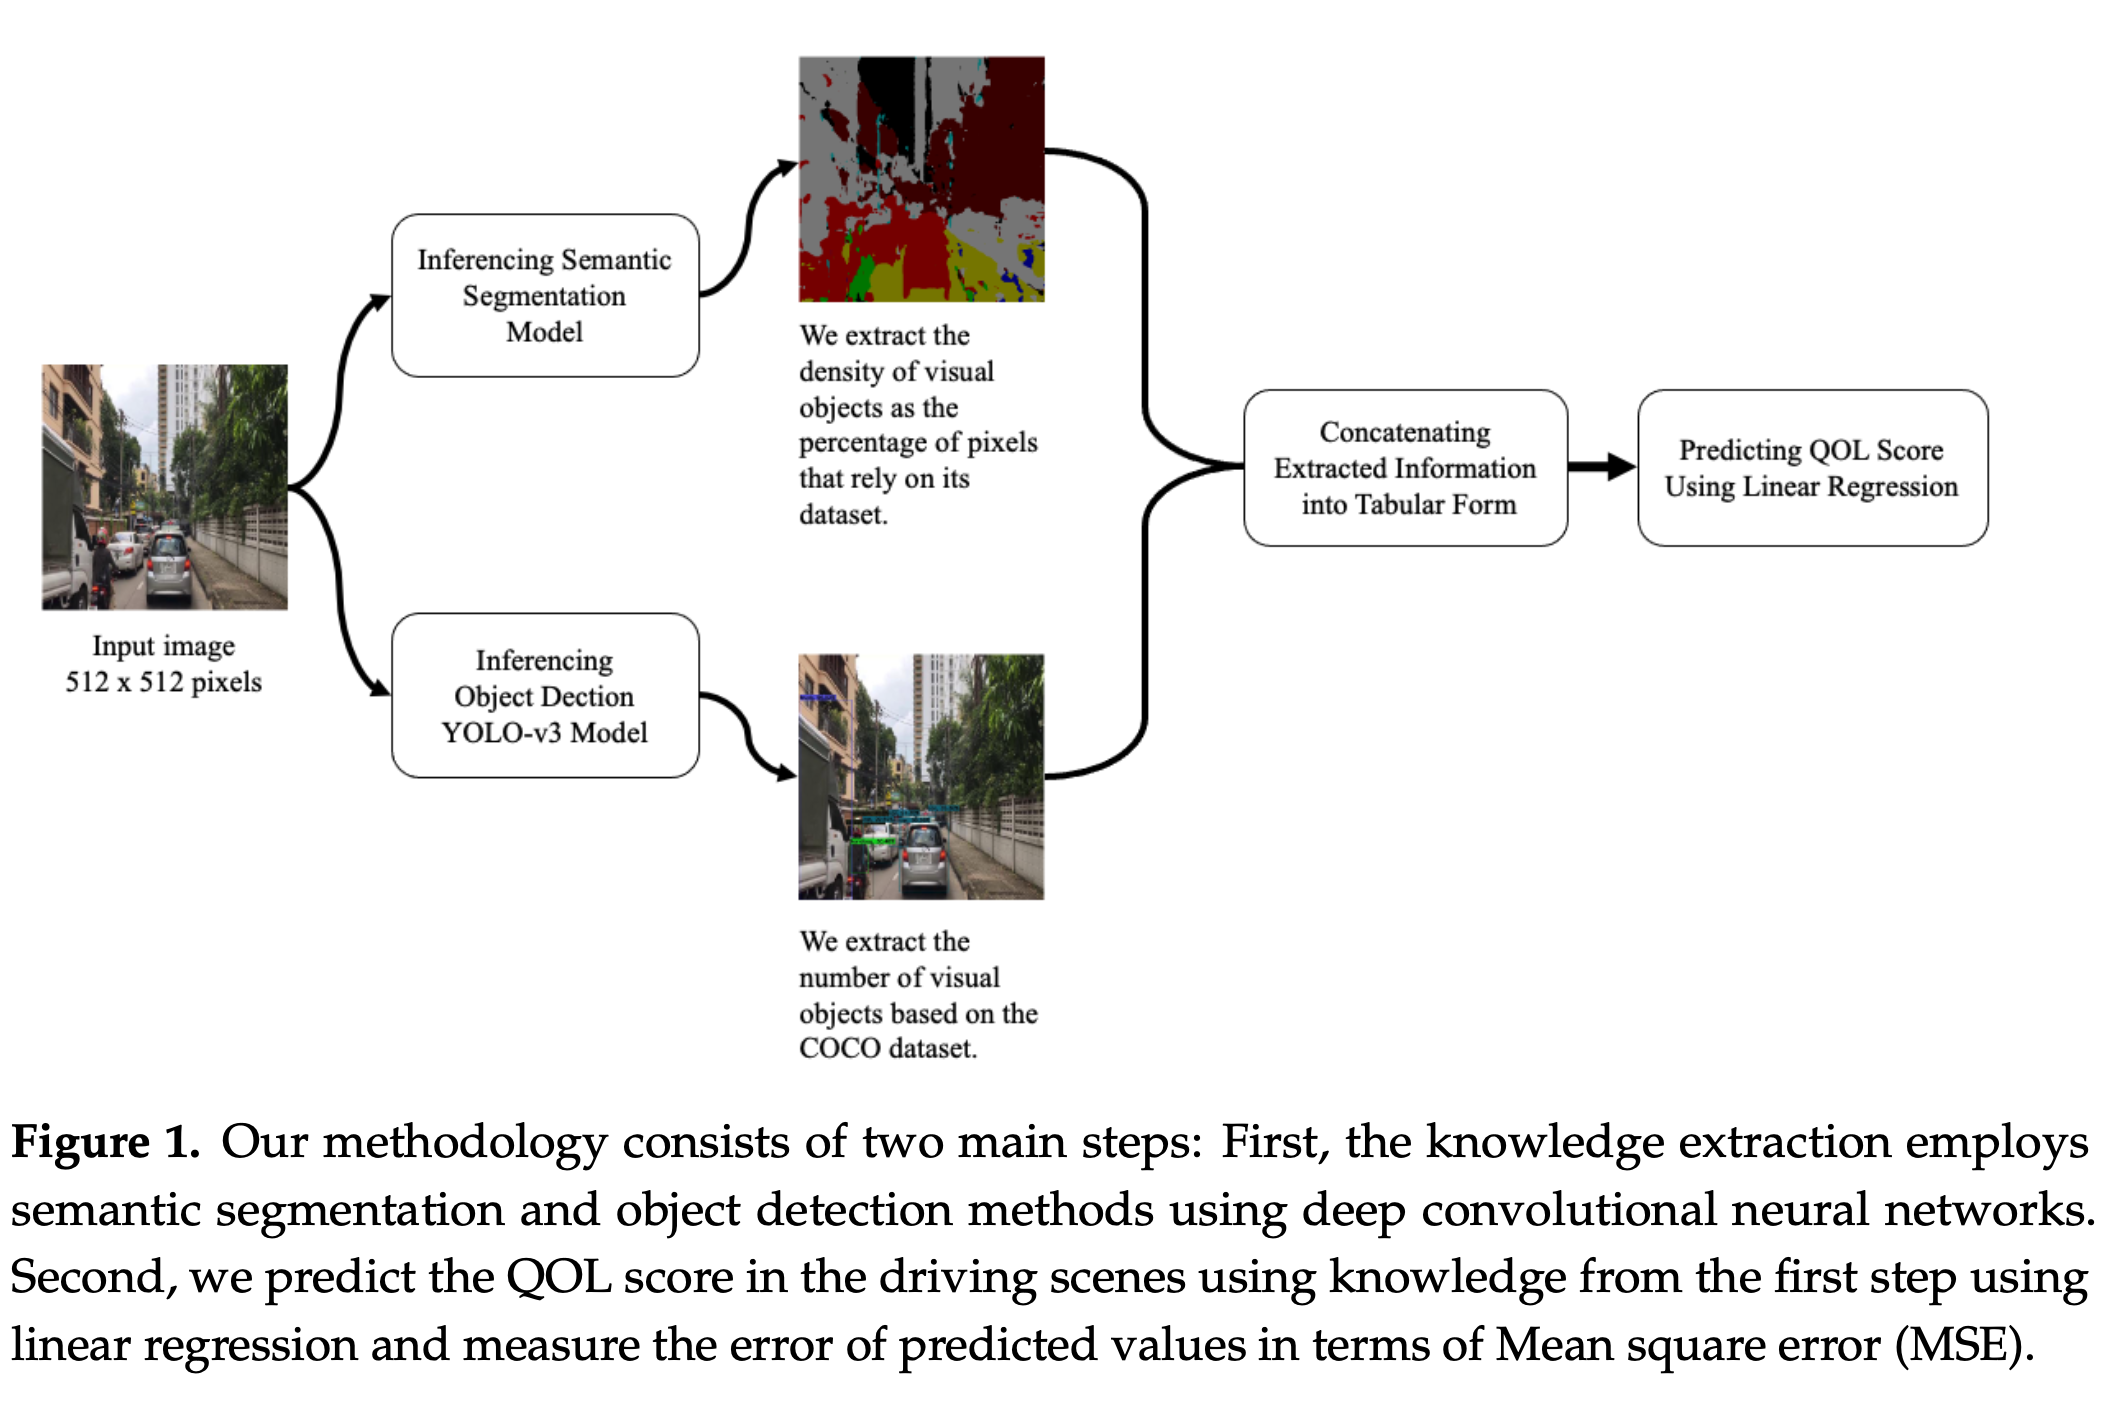 Inferencing Semantic
Segmentation
Model
Input image
512 x 512 pixels
Inferencing
Object Dection
YOLO-v3 Model
We extract the
density of visual
objects as the
percentage of pixels
that rely on its
dataset.
We extract the
number of visual
objects based on the
COCO dataset.
Concatenating
Extracted Information
into Tabular Form
Predicting QOL Score
Using Linear Regression
Figure 1. Our methodology consists of two main steps: First, the knowledge extraction employs
semantic segmentation and object detection methods using deep convolutional neural networks.
Second, we predict the QOL score in the driving scenes using knowledge from the first step using
linear regression and measure the error of predicted values in terms of Mean square error (MSE).